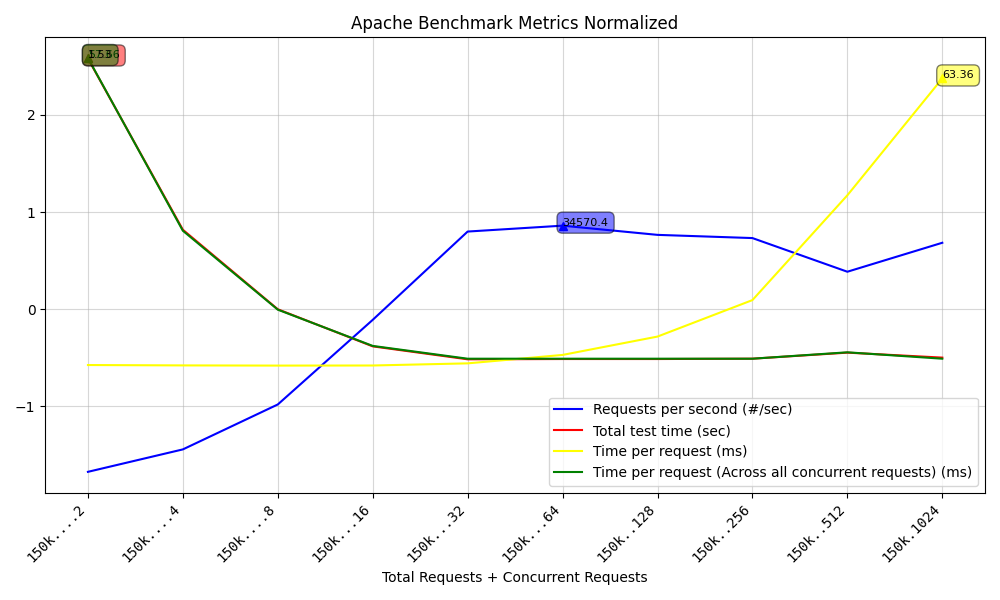 Apache Benchmark Metrics Normalized
63.36
34570.4
2
1
0
−1
Requests per second (#/sec)
Total test time (sec)
Time per request (ms)
Time per request (Across all concurrent requests) (ms)
150k....2
150k....4
150k....8
150k...16
150k...32
150k...64
150k..128
150k..256
150k..512
150k.1024
Total Requests + Concurrent Requests